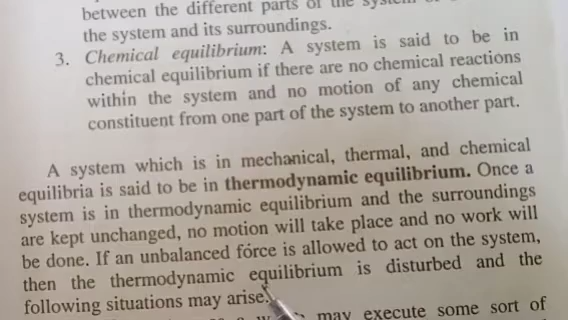 between the different parts of the system or
the system and its surroundings.
3. Chemical equilibrium: A system is said to be in
chemical equilibrium if there are no chemical reactions
within the system and no motion of any chemical
constituent from one part of the system to another part.
A system which is in mechanical, thermal, and chemical
equilibria is said to be in thermodynamic equilibrium. Once a
system is in thermodynamic equilibrium and the surroundings
are kept unchanged, no motion will take place and no work will
be done. If an unbalanced force is allowed to act on the system,
then the thermodynamic equilibrium is disturbed and the
following situations may arise.
may execute some sort of